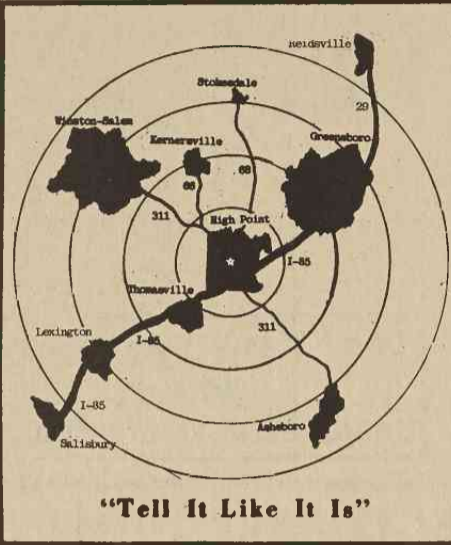 Reidsville
Stokesdale
29
Winston-Salem
Greensboro
Kernersville
68
66
311
High Point
I-85
Thomasville
311
Lexington
I-85
I-85
Asheboro
Salisbury
"Tell It Like It Is"